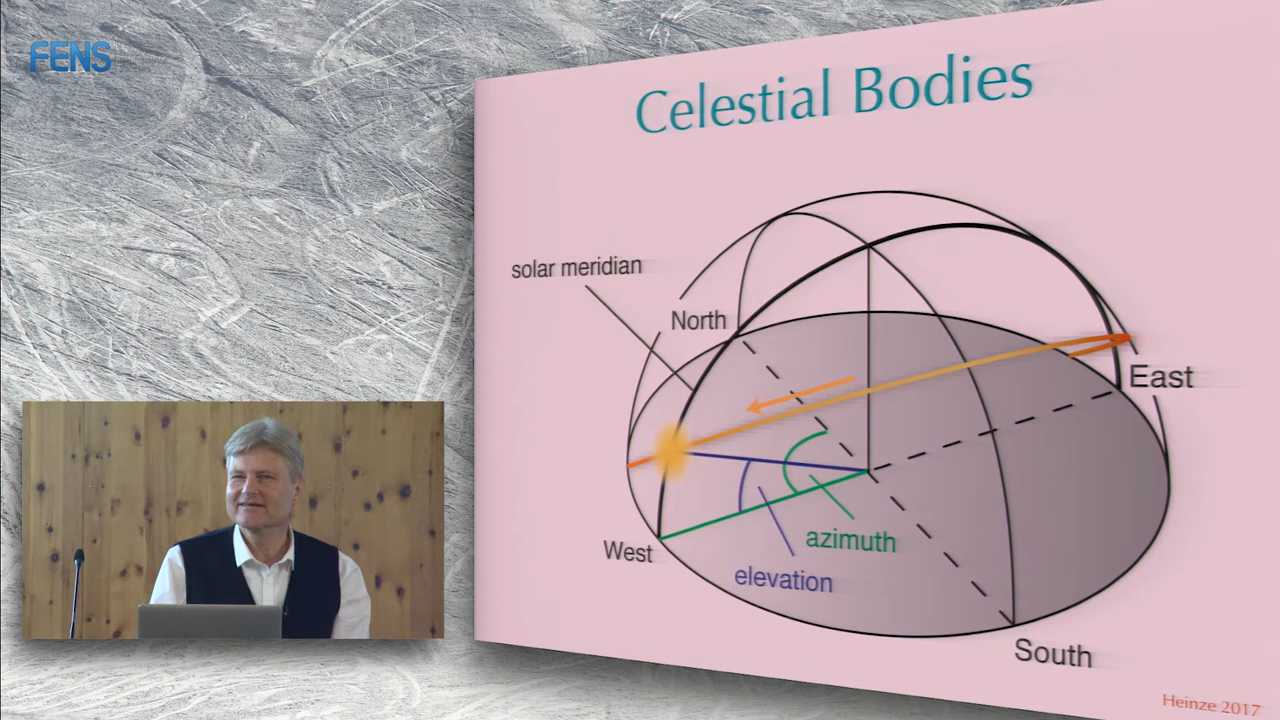 FENS
Celestial Bodies
solar meridian
North
East
azimuth
West
elevation
South
Heinze 2017